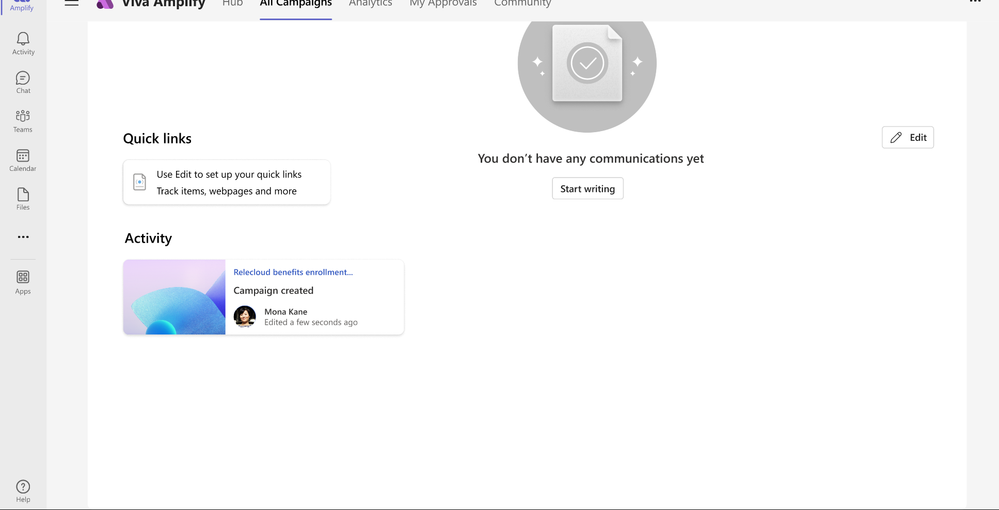 Amplify
Viva Amplify
Hub
All Campaigns
Analytics
My Approvals
Community
Activity
Chat
Teams
Calendar
Files
Apps
Help
Quick links
Edit
Use Edit to set up your quick links
Track items, webpages and more
You don’t have any communications yet
Start writing
Activity
Relecloud benefits enrollment...
Campaign created
Mona Kane
Edited a few seconds ago